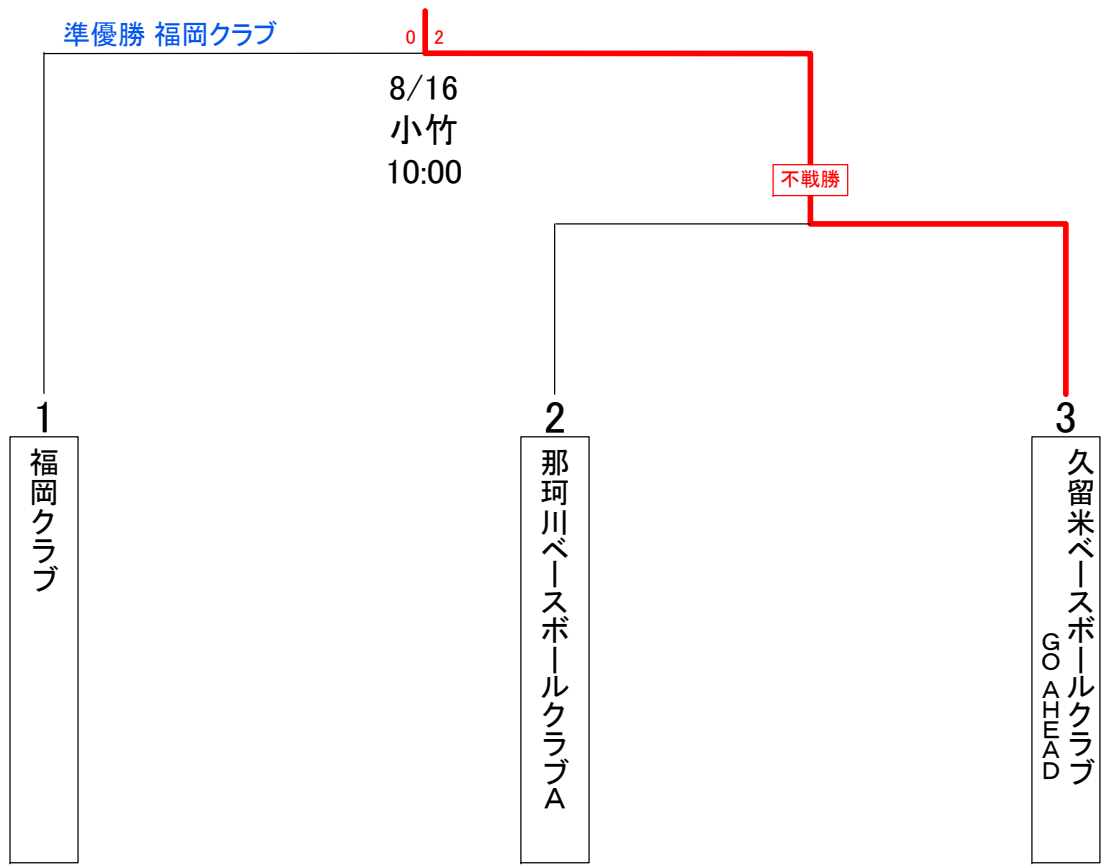 準優勝 福岡クラブ
0 2
8/16
小竹
10:00
不戦勝
1
2
3
福岡クラブ
那珂川ベースボールクラブA
久留米ベースボールクラブ
GO AHEAD